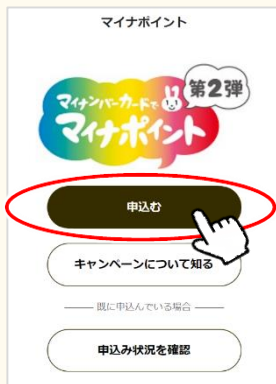 マイナポイント
第2弾
マイナンバーカードで
マイナポイント
申込む
キャンペーンについて知る
既に申込んでいる場合
申込み状況を確認